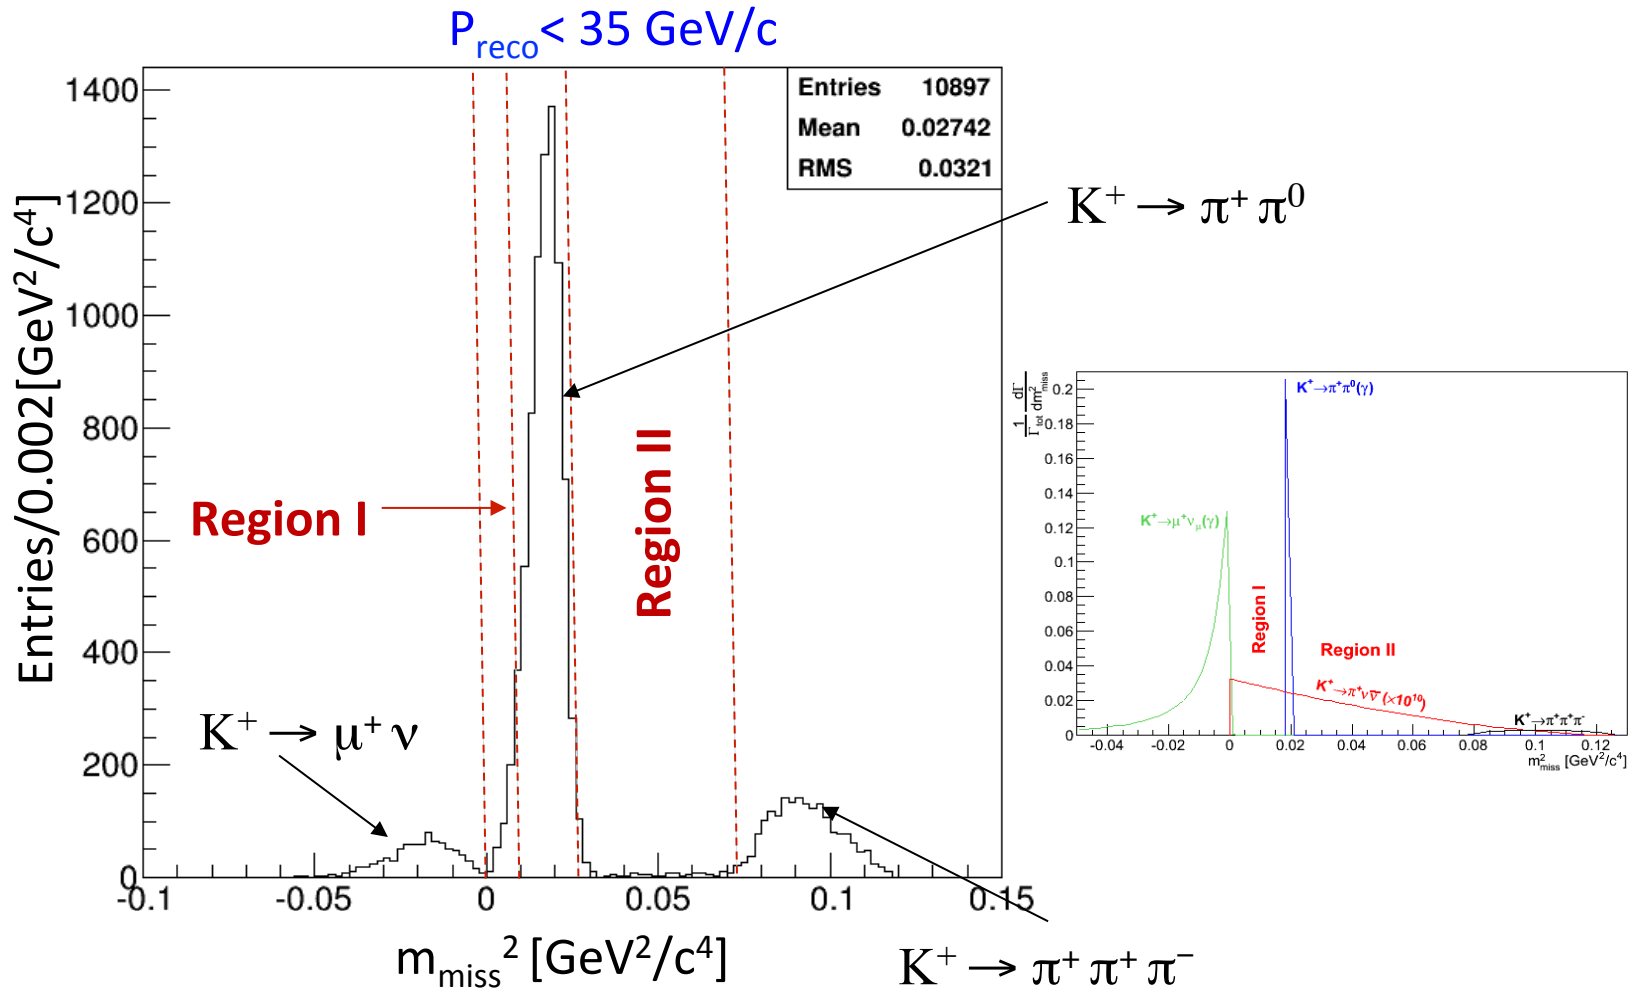 P_reco < 35 GeV/c
Entries 10897
Mean 0.02742
RMS 0.0321
1400
1200
1000
800
600
400
200
0
Entries/0.002[GeV²/c⁴]
-0.1 -0.05 0 0.05 0.1 0.15
m_miss² [GeV²/c⁴]
Region I
Region II
K⁺ → π⁺ π⁰
K⁺ → μ⁺ ν
K⁺ → π⁺ π⁺ π⁻
1/Γ_tot dΓ/dm²_miss
0.2
0.18
0.16
0.14
0.12
0.1
0.08
0.06
0.04
0.02
0
K⁺→π⁺π⁰(γ)
K⁺→μ⁺ν_μ(γ)
Region I
Region II
K⁺→π⁺νν̄ (×10¹⁰)
K⁺→π⁺π⁺π⁻
-0.04 -0.02 0 0.02 0.04 0.06 0.08 0.1 0.12
m²_miss [GeV²/c⁴]